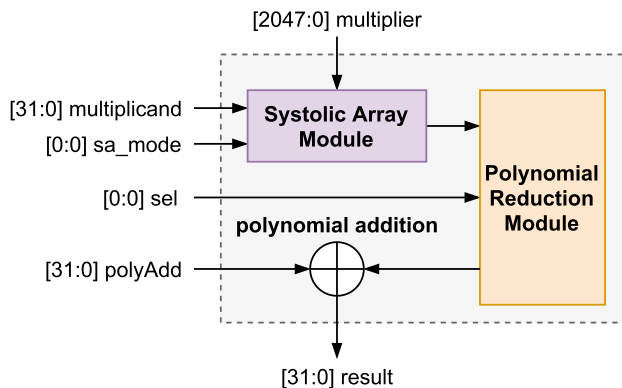 [2047:0] multiplier
[31:0] multiplicand
Systolic Array
Module
[0:0] sa_mode
Polynomial
Reduction
Module
[0:0] sel
polynomial addition
[31:0] polyAdd
[31:0] result